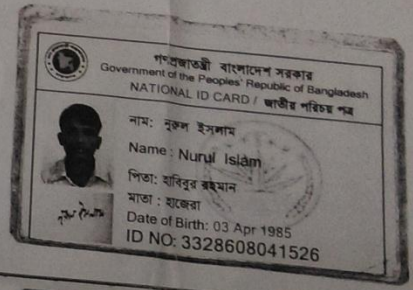 গণপ্রজাতন্ত্রী বাংলাদেশ সরকার
Government of the Peoples' Republic of Bangladesh
NATIONAL ID CARD / জাতীয় পরিচয় পত্র
নাম: নুরুল ইসলাম
Name: Nurul Islam
পিতা: হাবিবুর রহমান
মাতা: হাজেরা
Date of Birth: 03 Apr 1985
ID NO: 3328608041526